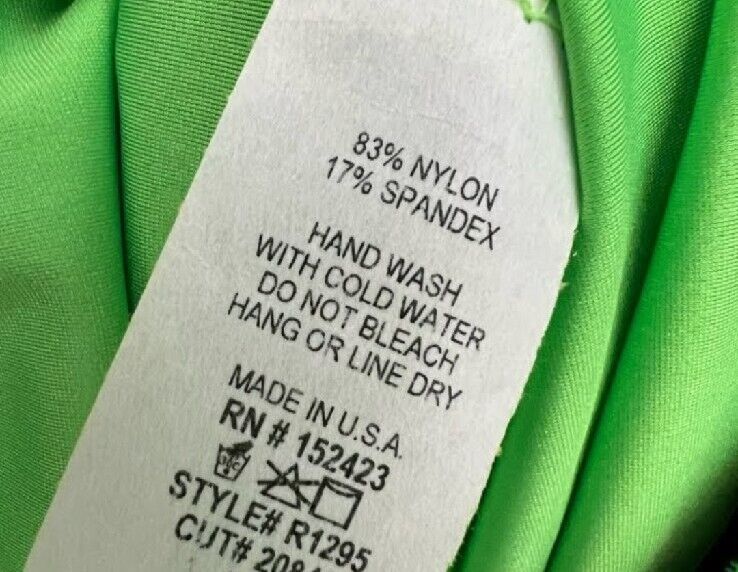 83% NYLON
17% SPANDEX
HAND WASH
WITH COLD WATER
DO NOT BLEACH
HANG OR LINE DRY
MADE IN U.S.A.
RN # 152423
STYLE# R1295
CUT#